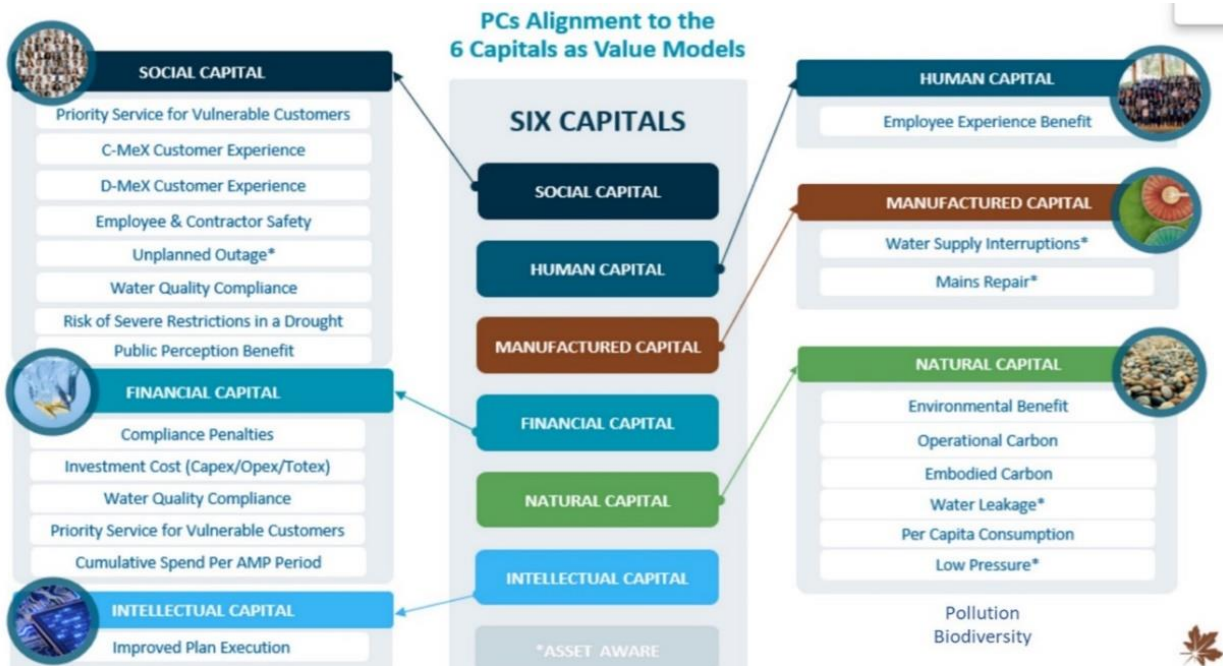 PCs Alignment to the
6 Capitals as Value Models
SOCIAL CAPITAL
Priority Service for Vulnerable Customers
C-MeX Customer Experience
D-MeX Customer Experience
Employee & Contractor Safety
Unplanned Outage*
Water Quality Compliance
Risk of Severe Restrictions in a Drought
Public Perception Benefit
FINANCIAL CAPITAL
Compliance Penalties
Investment Cost (Capex/Opex/Totex)
Water Quality Compliance
Priority Service for Vulnerable Customers
Cumulative Spend Per AMP Period
INTELLECTUAL CAPITAL
Improved Plan Execution
SIX CAPITALS
SOCIAL CAPITAL
HUMAN CAPITAL
MANUFACTURED CAPITAL
FINANCIAL CAPITAL
NATURAL CAPITAL
INTELLECTUAL CAPITAL
*ASSET AWARE
HUMAN CAPITAL
Employee Experience Benefit
MANUFACTURED CAPITAL
Water Supply Interruptions*
Mains Repair*
NATURAL CAPITAL
Environmental Benefit
Operational Carbon
Embodied Carbon
Water Leakage*
Per Capita Consumption
Low Pressure*
Pollution
Biodiversity